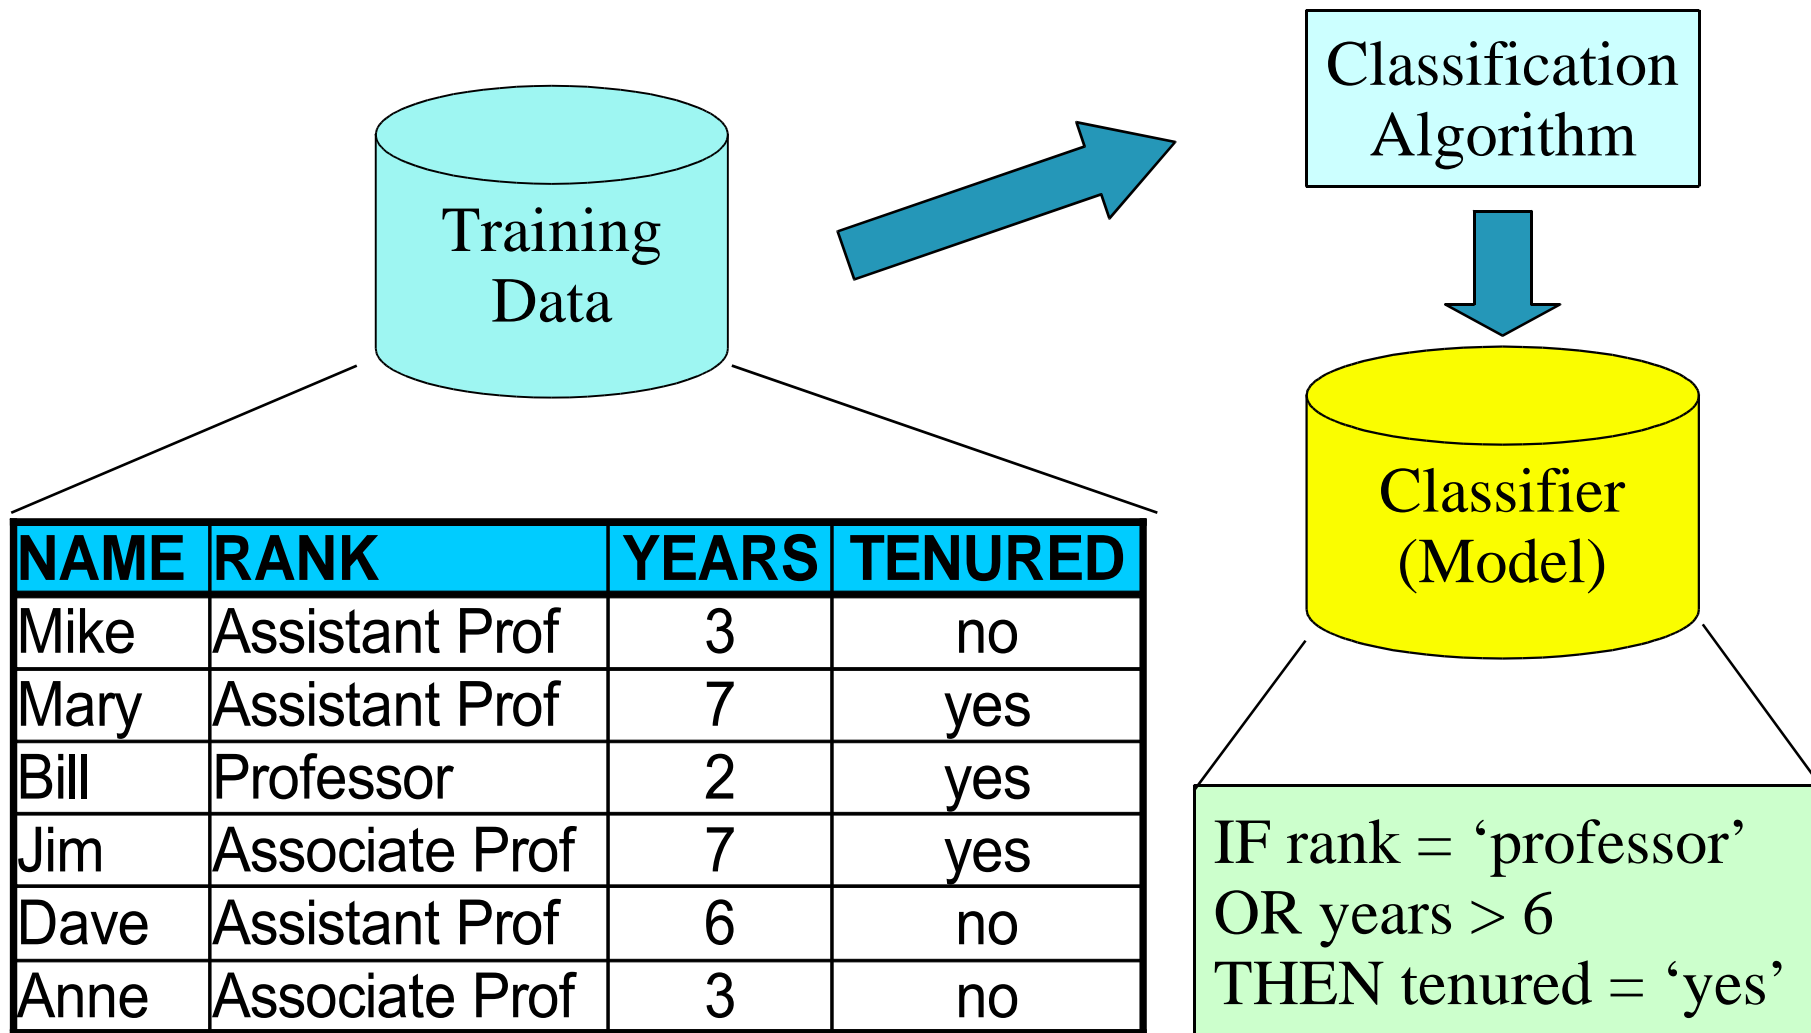 Training
Data
Classification
Algorithm
Classifier
(Model)
NAME RANK YEARS TENURED
Mike Assistant Prof 3 no
Mary Assistant Prof 7 yes
Bill Professor 2 yes
Jim Associate Prof 7 yes
Dave Assistant Prof 6 no
Anne Associate Prof 3 no
IF rank = ‘professor’
OR years > 6
THEN tenured = ‘yes’